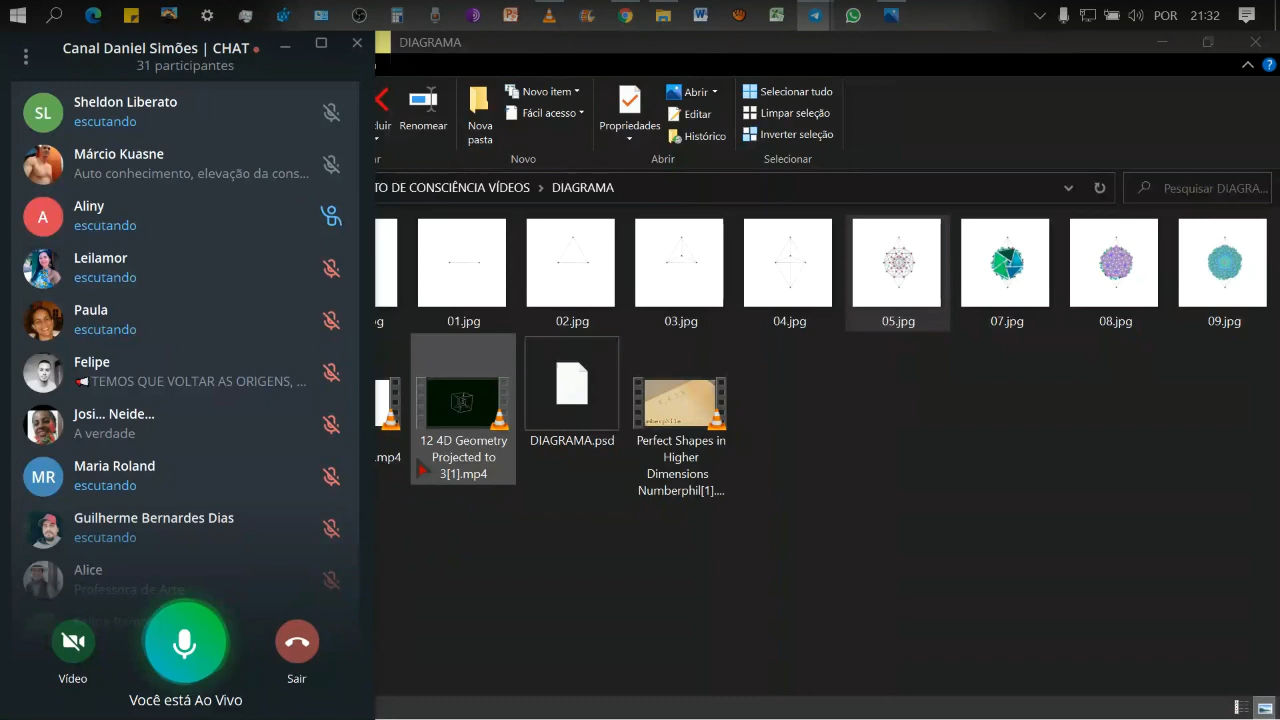 POR
21:32
Canal Daniel Simões | CHAT
31 participantes
SL
Sheldon Liberato
escutando
Márcio Kuasne
Auto conhecimento, elevação da cons...
A
Aliny
escutando
Leilamor
escutando
Paula
escutando
Felipe
TEMOS QUE VOLTAR AS ORIGENS, ...
Josi... Neide...
A verdade
MR
Maria Roland
escutando
Guilherme Bernardes Dias
escutando
Alice
Professora de Arte
Vídeo
Sair
Você está Ao Vivo
DIAGRAMA
luir
Renomear
Nova
pasta
Novo item
Fácil acesso
Novo
Propriedades
Abrir
Editar
Histórico
Abrir
Selecionar tudo
Limpar seleção
Inverter seleção
Selecionar
TO DE CONSCIÊNCIA VÍDEOS > DIAGRAMA
Pesquisar DIAGRA...
pg
01.jpg
02.jpg
03.jpg
04.jpg
05.jpg
07.jpg
08.jpg
09.jpg
.mp4
12 4D Geometry
Projected to
3[1].mp4
DIAGRAMA.psd
Perfect Shapes in
Higher
Dimensions
Numberphil[1]....